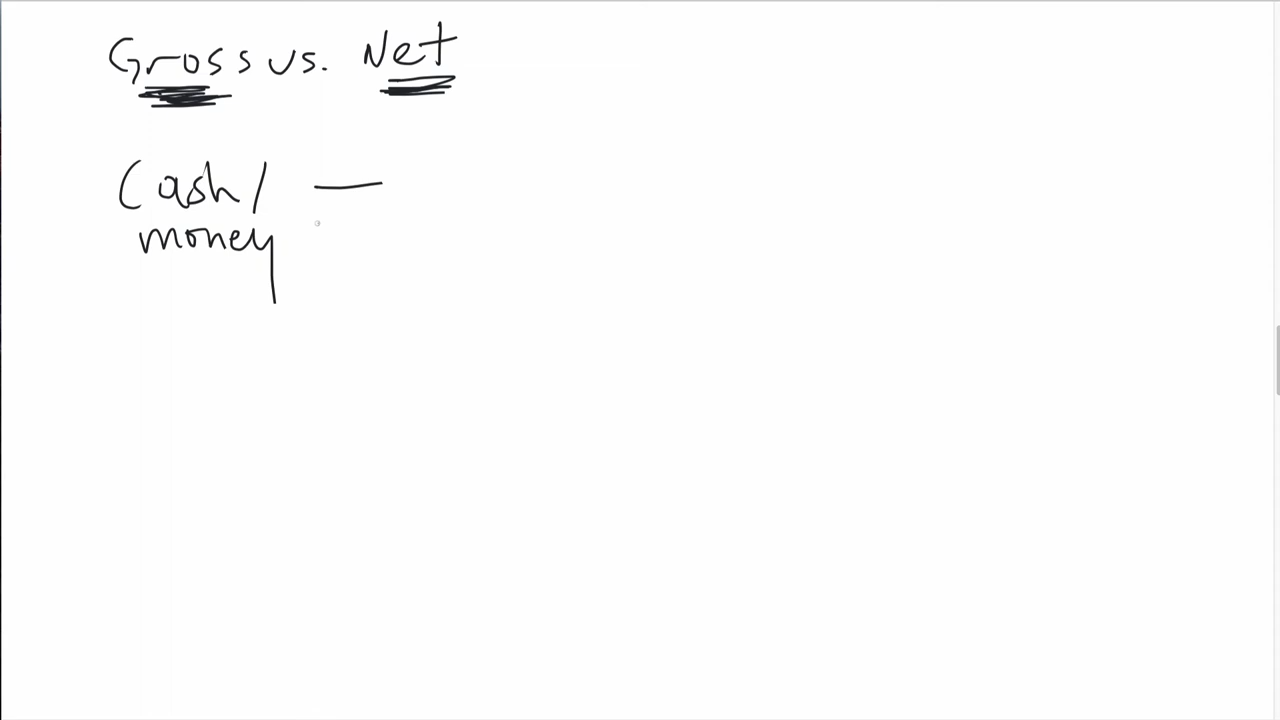 Gross vs. Net
Cash/ —
money